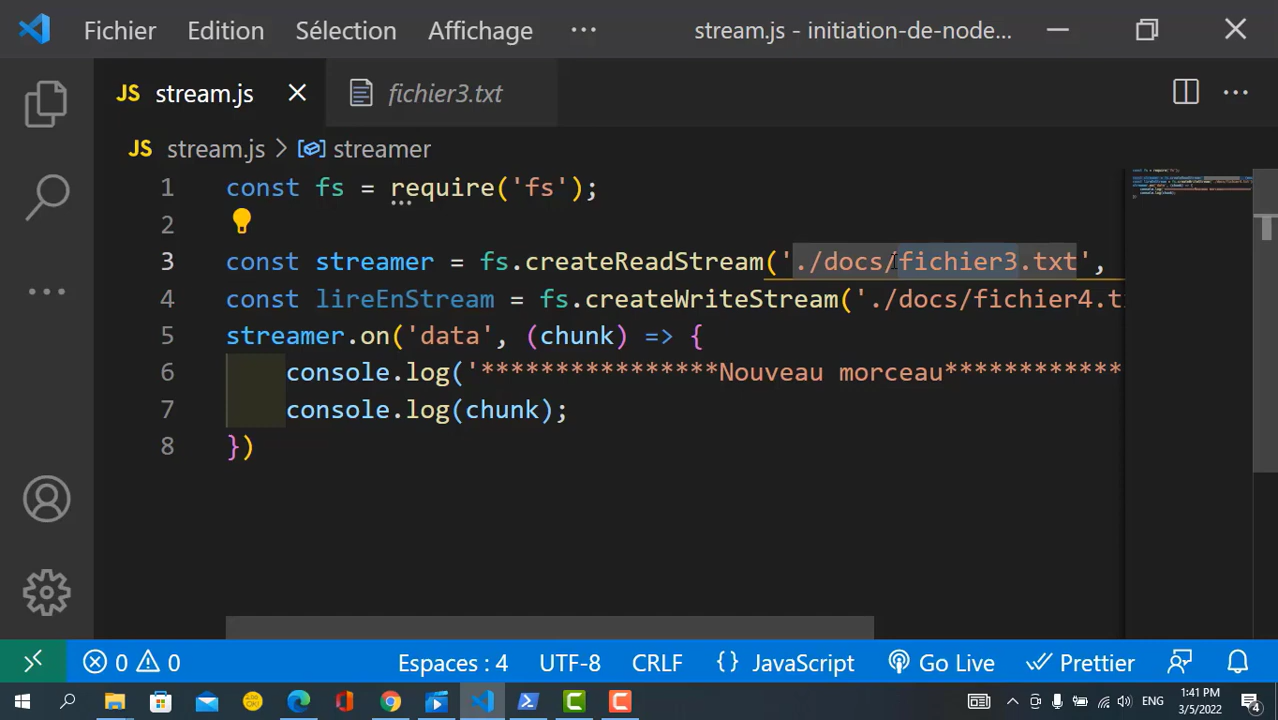 Fichier Edition Sélection Affichage ··· stream.js - initiation-de-node...
JS stream.js fichier3.txt
JS stream.js > streamer
1 const fs = require('fs');
2
3 const streamer = fs.createReadStream('./docs/fichier3.txt',
4 const lireEnStream = fs.createWriteStream('./docs/fichier4.t
5 streamer.on('data', (chunk) => {
6 console.log('****************Nouveau morceau************
7 console.log(chunk);
8 })
0 0 Espaces : 4 UTF-8 CRLF {} JavaScript Go Live Prettier
ENG 1:41 PM
3/5/2022 4